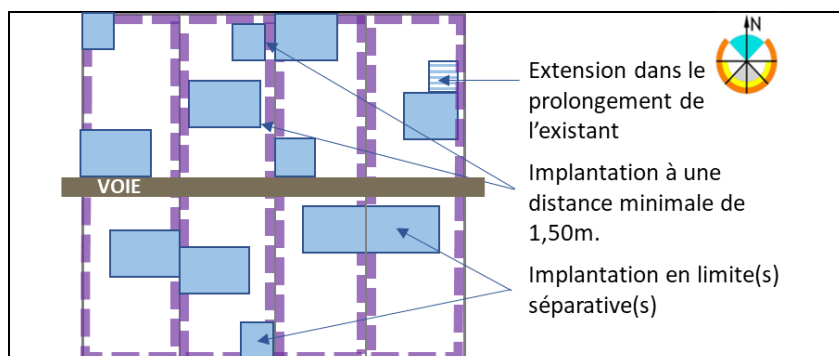 N
Extension dans le
prolongement de
l’existant
VOIE
Implantation à une
distance minimale de
1,50m.
Implantation en limite(s)
séparative(s)